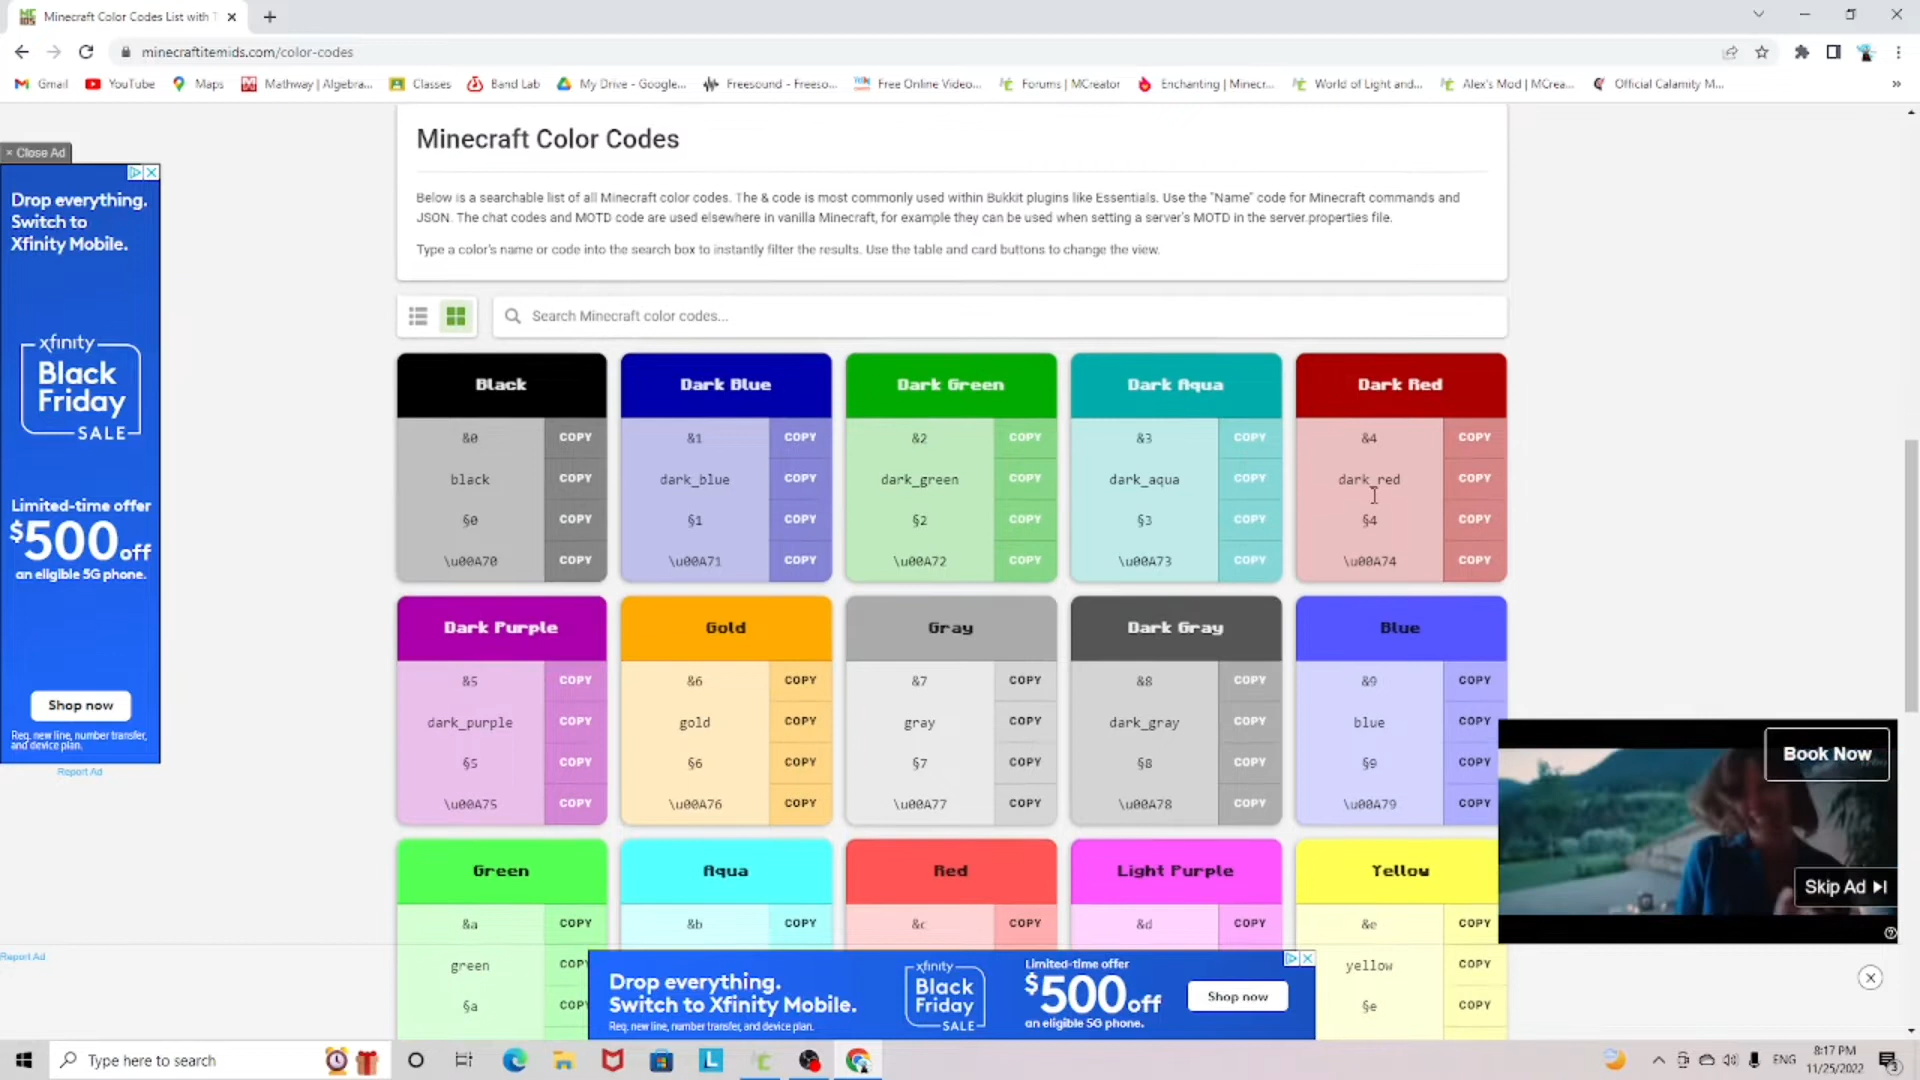 Minecraft Color Codes List with T
minecraftitemids.com/color-codes
Gmail
YouTube
Maps
Mathway | Algebra...
Classes
Band Lab
My Drive - Google...
Freesound - Freeso...
Free Online Video...
Forums | MCreator
Enchanting | Minecr...
World of Light and...
Alex's Mod | MCrea...
Official Calamity M...
»
Minecraft Color Codes
Below is a searchable list of all Minecraft color codes. The & code is most commonly used within Bukkit plugins like Essentials. Use the "Name" code for Minecraft commands and
JSON. The chat codes and MOTD code are used elsewhere in vanilla Minecraft, for example they can be used when setting a server's MOTD in the server.properties file.
Type a color's name or code into the search box to instantly filter the results. Use the table and card buttons to change the view.
Search Minecraft color codes...
× Close Ad
Drop everything.
Switch to
Xfinity Mobile.
xfinity
Black
Friday
SALE
Limited-time offer
$500 off
an eligible 5G phone.
Shop now
Req. new line, number transfer,
and device plan.
Report Ad
Black
&0 COPY
black COPY
§0 COPY
\u00A70 COPY
Dark Blue
&1 COPY
dark_blue COPY
§1 COPY
\u00A71 COPY
Dark Green
&2 COPY
dark_green COPY
§2 COPY
\u00A72 COPY
Dark Aqua
&3 COPY
dark_aqua COPY
§3 COPY
\u00A73 COPY
Dark Red
&4 COPY
dark_red COPY
§4 COPY
\u00A74 COPY
Dark Purple
&5 COPY
dark_purple COPY
§5 COPY
\u00A75 COPY
Gold
&6 COPY
gold COPY
§6 COPY
\u00A76 COPY
Gray
&7 COPY
gray COPY
§7 COPY
\u00A77 COPY
Dark Gray
&8 COPY
dark_gray COPY
§8 COPY
\u00A78 COPY
Blue
&9 COPY
blue COPY
§9 COPY
\u00A79 COPY
Green
&a COPY
green COPY
§a COPY
Aqua
&b COPY
Red
&c COPY
Light Purple
&d COPY
Yellow
&e COPY
yellow COPY
§e COPY
Book Now
Skip Ad
Report Ad
Drop everything.
Switch to Xfinity Mobile.
Req. new line, number transfer, and device plan.
xfinity
Black
Friday
SALE
Limited-time offer
$500 off
an eligible 5G phone.
Shop now
Type here to search
L
ENG
8:17 PM
11/25/2022
3